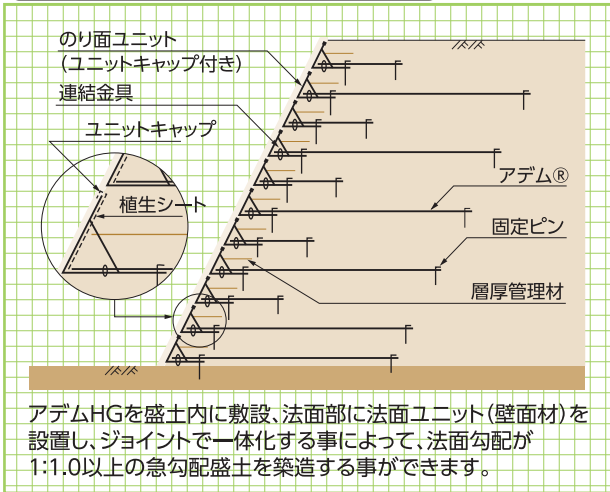 のり面ユニット
(ユニットキャップ付き)
連結金具
ユニットキャップ
植生シート
アデム®
固定ピン
層厚管理材
アデムHGを盛土内に敷設、法面部に法面ユニット(壁面材)を
設置し、ジョイントで一体化する事によって、法面勾配が
1:1.0以上の急勾配盛土を築造する事ができます。